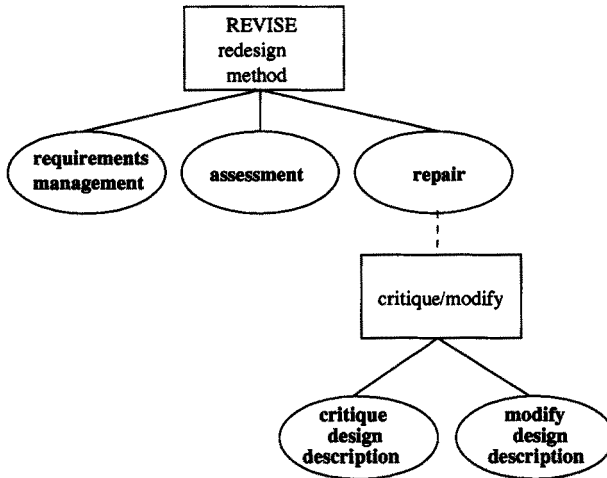 REVISE
redesign
method
requirements
management
assessment
repair
critique/modify
critique
design
description
modify
design
description